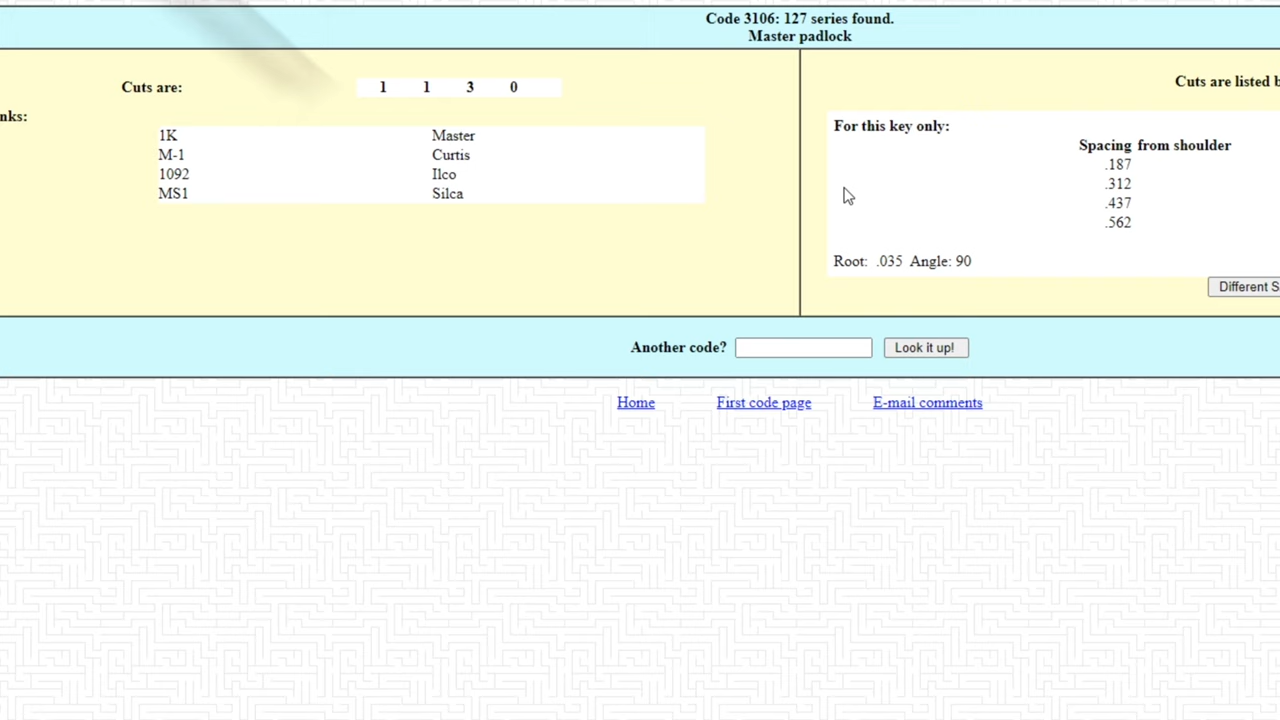 Code 3106: 127 series found.
Master padlock
Cuts are: 1 1 3 0
nks:
1K Master
M-1 Curtis
1092 Ilco
MS1 Silca
Cuts are listed b
For this key only:
Spacing from shoulder
.187
.312
.437
.562
Root: .035 Angle: 90
Different S
Another code? Look it up!
Home First code page E-mail comments